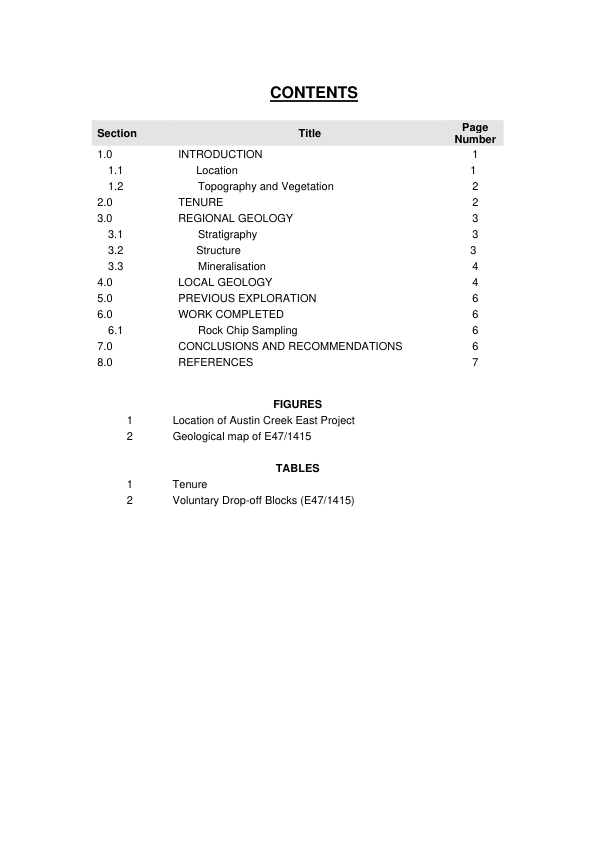 CONTENTS
Section Title Page Number
1.0 INTRODUCTION 1
1.1 Location 1
1.2 Topography and Vegetation 2
2.0 TENURE 2
3.0 REGIONAL GEOLOGY 3
3.1 Stratigraphy 3
3.2 Structure 3
3.3 Mineralisation 4
4.0 LOCAL GEOLOGY 4
5.0 PREVIOUS EXPLORATION 6
6.0 WORK COMPLETED 6
6.1 Rock Chip Sampling 6
7.0 CONCLUSIONS AND RECOMMENDATIONS 6
8.0 REFERENCES 7
FIGURES
1 Location of Austin Creek East Project
2 Geological map of E47/1415
TABLES
1 Tenure
2 Voluntary Drop-off Blocks (E47/1415)